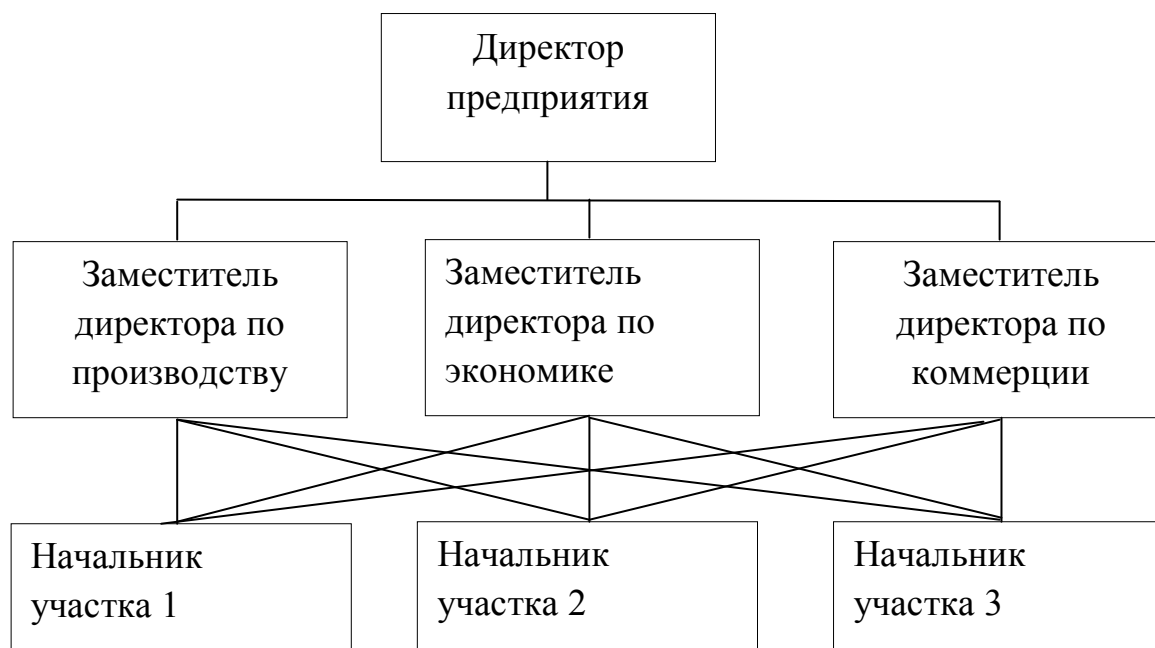 Директор
предприятия
Заместитель
директора по
производству
Заместитель
директора по
экономике
Заместитель
директора по
коммерции
Начальник
участка 1
Начальник
участка 2
Начальник
участка 3